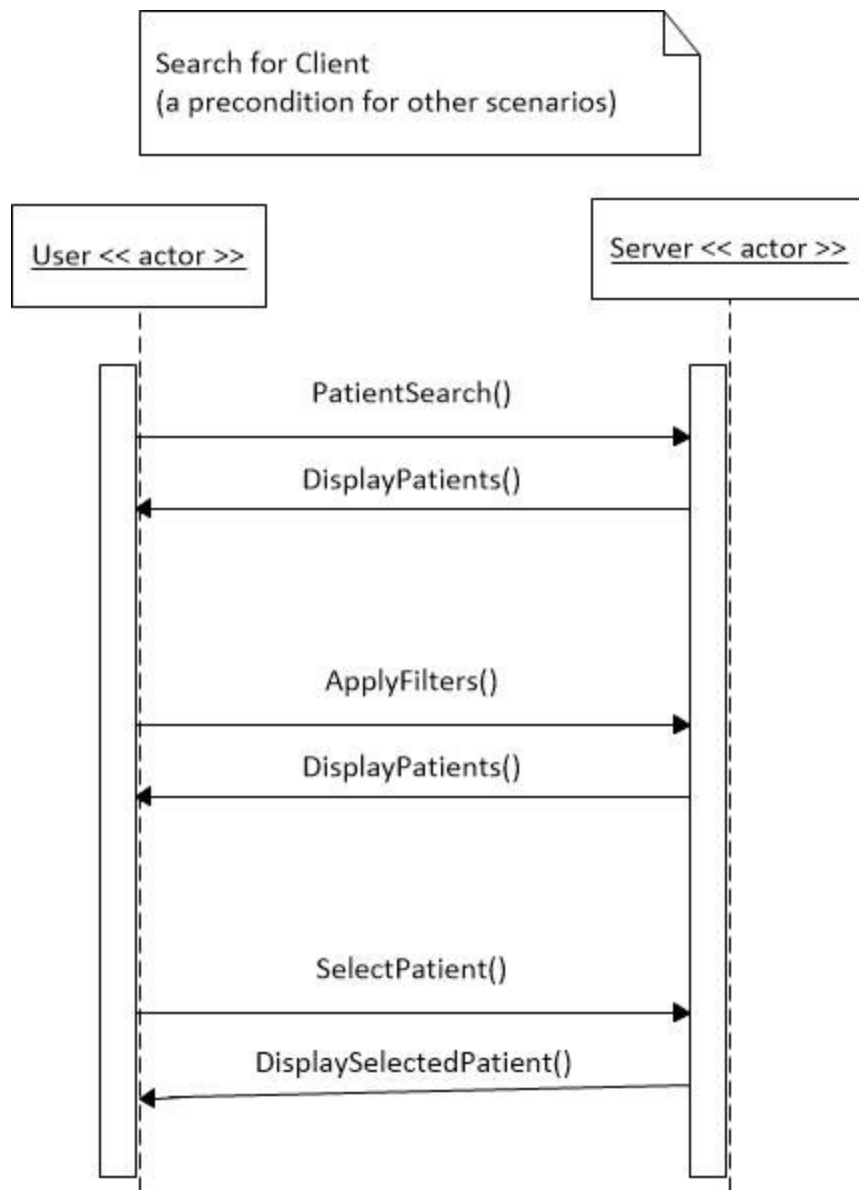 Search for Client
(a precondition for other scenarios)
User << actor >>
Server << actor >>
PatientSearch()
DisplayPatients()
ApplyFilters()
DisplayPatients()
SelectPatient()
DisplaySelectedPatient()